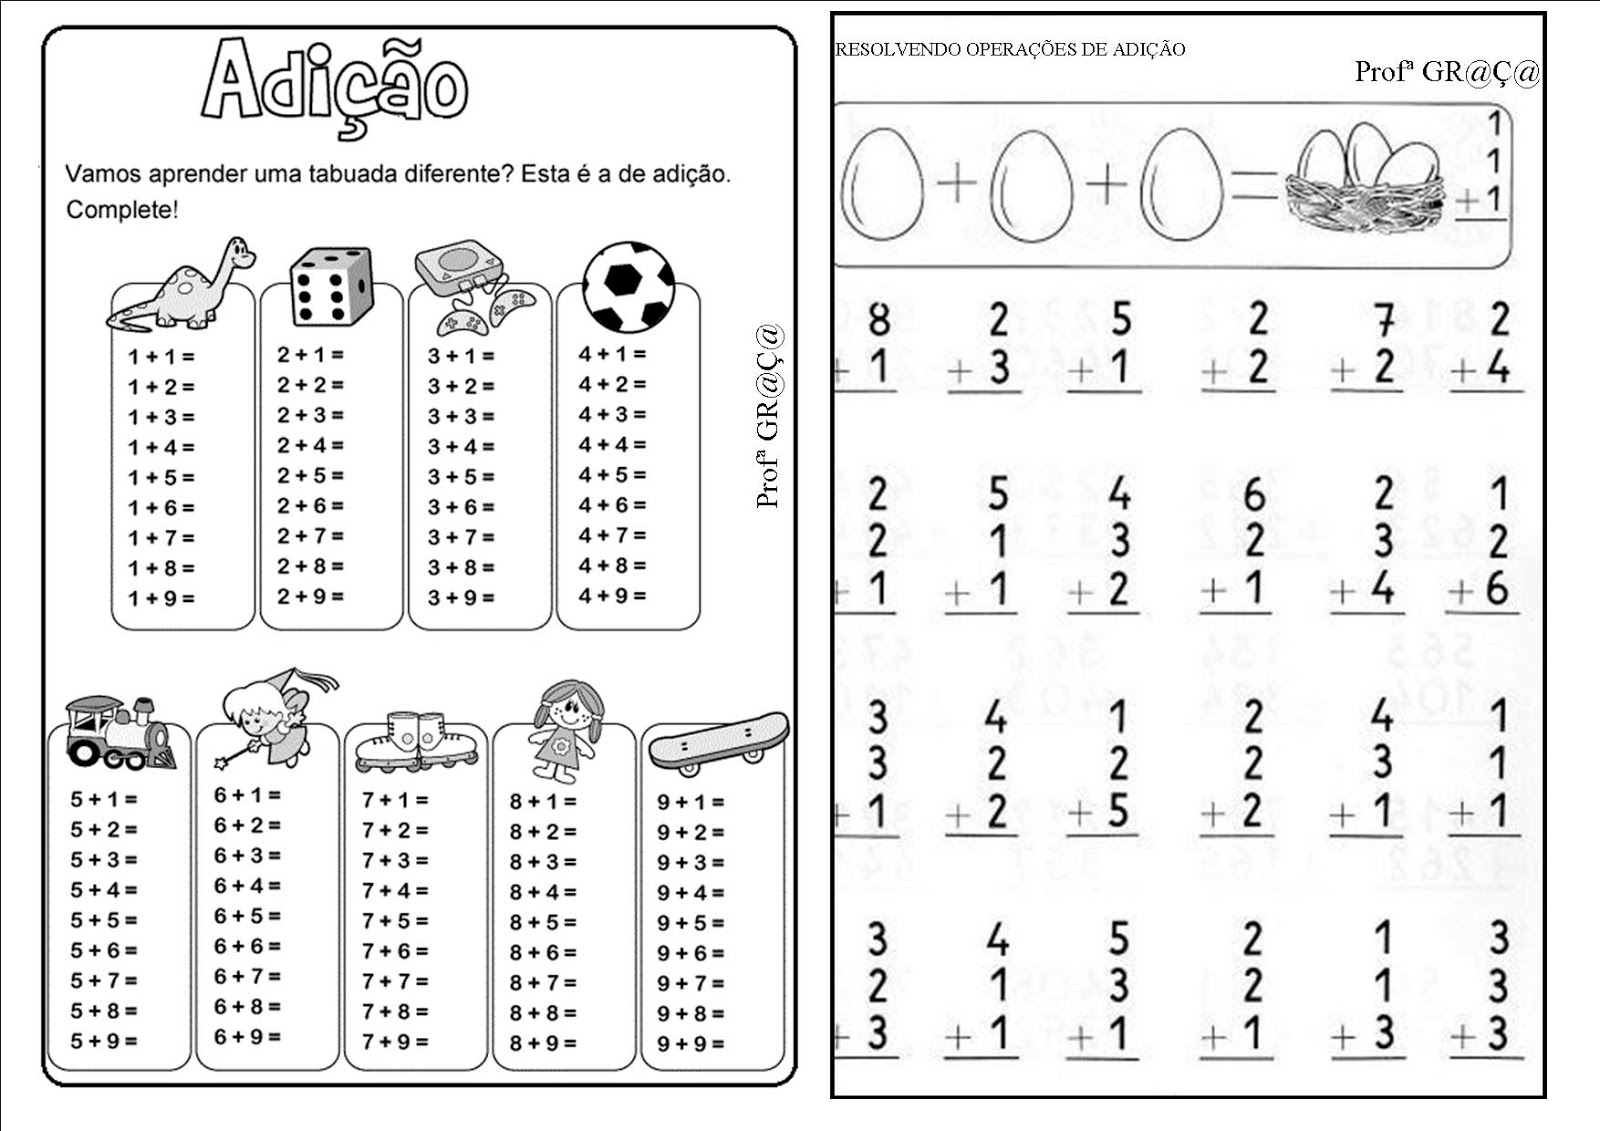 Adição
Vamos aprender uma tabuada diferente? Esta é a de adição.
Complete!
1 + 1 =
1 + 2 =
1 + 3 =
1 + 4 =
1 + 5 =
1 + 6 =
1 + 7 =
1 + 8 =
1 + 9 =
2 + 1 =
2 + 2 =
2 + 3 =
2 + 4 =
2 + 5 =
2 + 6 =
2 + 7 =
2 + 8 =
2 + 9 =
3 + 1 =
3 + 2 =
3 + 3 =
3 + 4 =
3 + 5 =
3 + 6 =
3 + 7 =
3 + 8 =
3 + 9 =
4 + 1 =
4 + 2 =
4 + 3 =
4 + 4 =
4 + 5 =
4 + 6 =
4 + 7 =
4 + 8 =
4 + 9 =
Profª GR@Ç@
5 + 1 =
5 + 2 =
5 + 3 =
5 + 4 =
5 + 5 =
5 + 6 =
5 + 7 =
5 + 8 =
5 + 9 =
6 + 1 =
6 + 2 =
6 + 3 =
6 + 4 =
6 + 5 =
6 + 6 =
6 + 7 =
6 + 8 =
6 + 9 =
7 + 1 =
7 + 2 =
7 + 3 =
7 + 4 =
7 + 5 =
7 + 6 =
7 + 7 =
7 + 8 =
7 + 9 =
8 + 1 =
8 + 2 =
8 + 3 =
8 + 4 =
8 + 5 =
8 + 6 =
8 + 7 =
8 + 8 =
8 + 9 =
9 + 1 =
9 + 2 =
9 + 3 =
9 + 4 =
9 + 5 =
9 + 6 =
9 + 7 =
9 + 8 =
9 + 9 =
RESOLVENDO OPERAÇÕES DE ADIÇÃO
Profª GR@Ç@
+ + =
1
1
+ 1
8 2 5 2 7 2
+ 1 + 3 + 1 + 2 + 2 + 4
2 5 4 6 2 1
2 1 3 2 3 2
+ 1 + 1 + 2 + 1 + 4 + 6
3 4 1 2 4 1
3 2 2 2 3 1
+ 1 + 2 + 5 + 2 + 1 + 1
3 4 5 2 1 3
2 1 3 2 1 3
+ 3 + 1 + 1 + 1 + 3 + 3